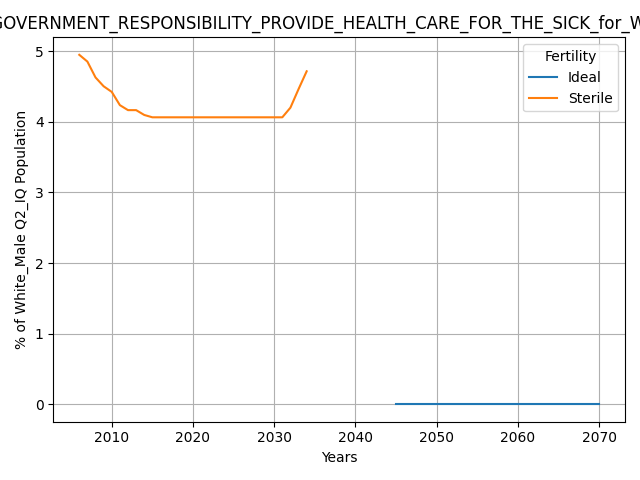 GOVERNMENT_RESPONSIBILITY_PROVIDE_HEALTH_CARE_FOR_THE_SICK_for_W
Fertility
Ideal
Sterile
% of White_Male Q2_IQ Population
5
4
3
2
1
0
2010 2020 2030 2040 2050 2060 2070
Years